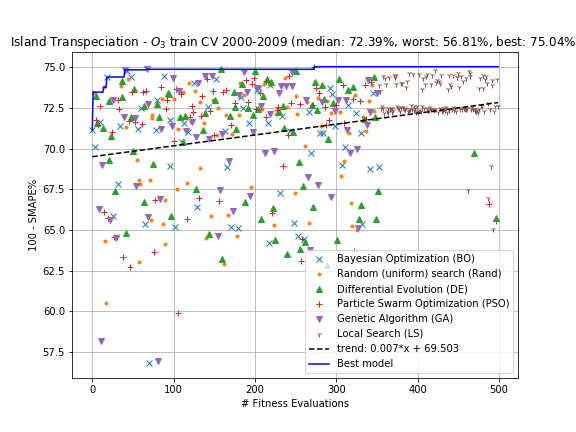 Island Transpeciation - O3 train CV 2000-2009 (median: 72.39%, worst: 56.81%, best: 75.04%
100 - SMAPE%
75.0
72.5
70.0
67.5
65.0
62.5
60.0
57.5
0 100 200 300 400 500
# Fitness Evaluations
Bayesian Optimization (BO)
Random (uniform) search (Rand)
Differential Evolution (DE)
Particle Swarm Optimization (PSO)
Genetic Algorithm (GA)
Local Search (LS)
trend: 0.007*x + 69.503
Best model